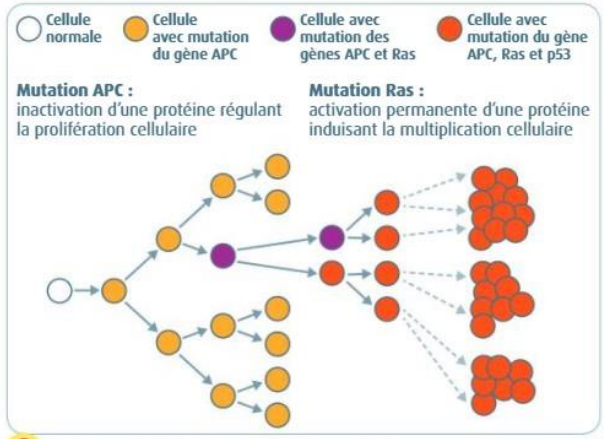 Cellule
normale
Cellule
avec mutation
du gène APC
Cellule avec
mutation des
gènes APC et Ras
Cellule avec
mutation du gène
APC, Ras et p53
Mutation APC :
inactivation d'une protéine régulant
la prolifération cellulaire
Mutation Ras :
activation permanente d'une protéine
induisant la multiplication cellulaire